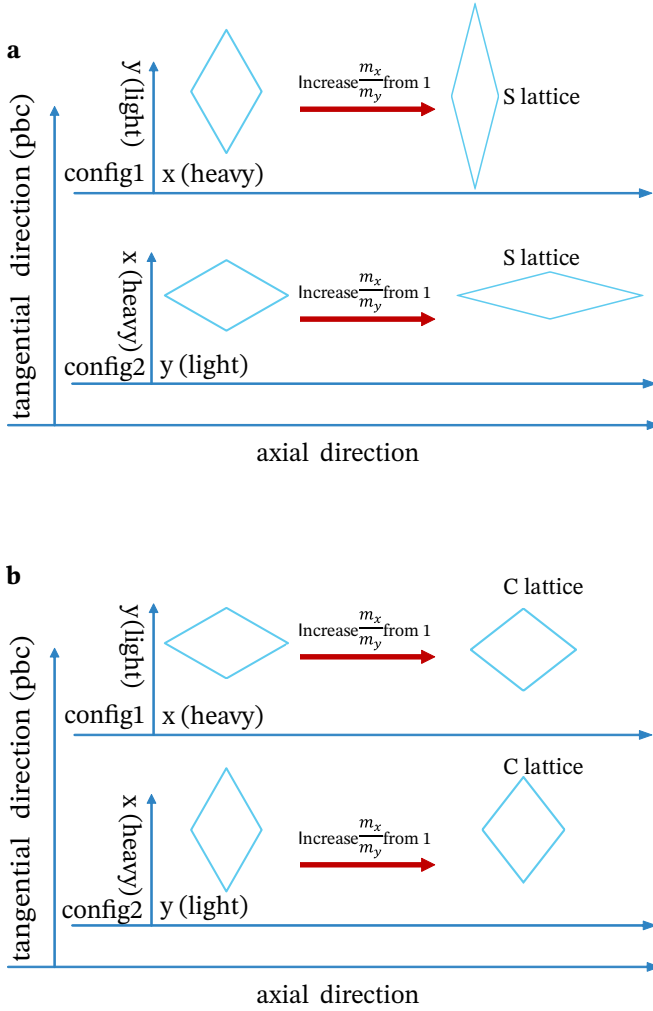 a
tangential direction (pbc)
y (light)
config1
x (heavy)
Increase m_x/m_y from 1
S lattice
x (heavy)
config2
y (light)
Increase m_x/m_y from 1
S lattice
axial direction
b
tangential direction (pbc)
y (light)
config1
x (heavy)
Increase m_x/m_y from 1
C lattice
x (heavy)
config2
y (light)
Increase m_x/m_y from 1
C lattice
axial direction